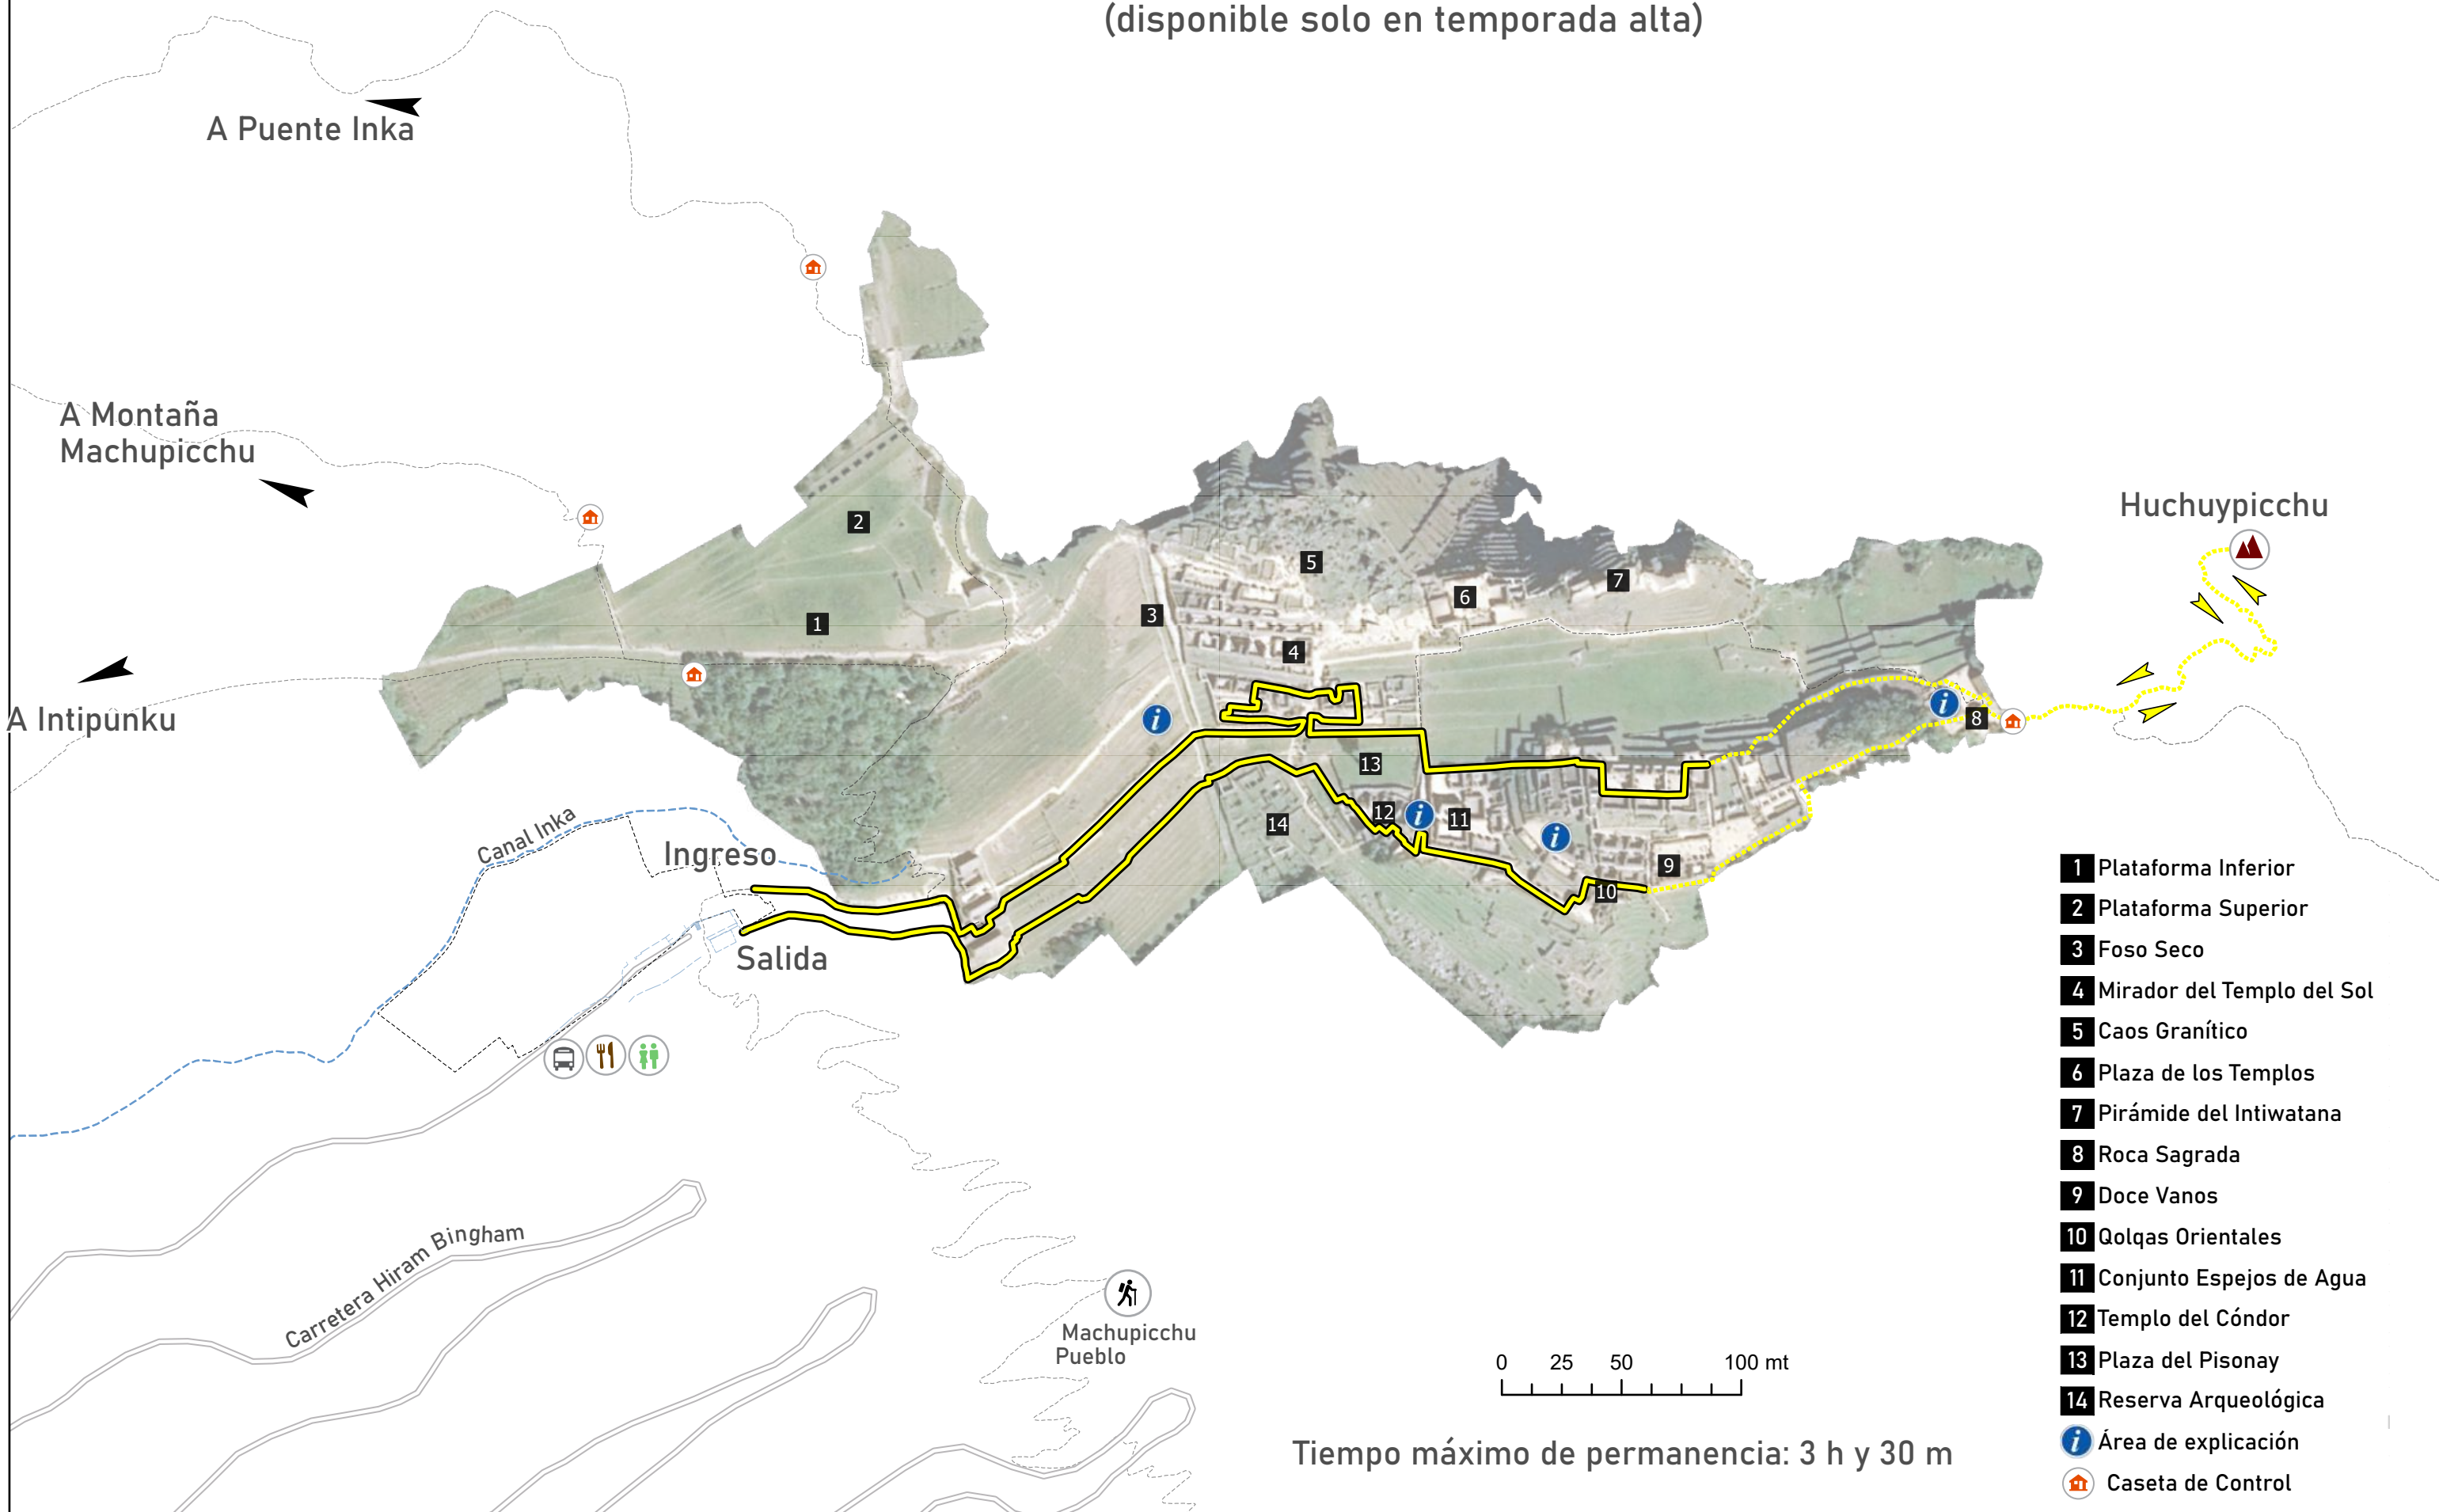 (disponible solo en temporada alta)
A Puente Inka
A Montaña
Machupicchu
Huchuypicchu
2
5
7
6
1
3
4
A Intipunku
8
13
12
11
14
9
10
Canal Inka
Ingreso
Salida
1 Plataforma Inferior
2 Plataforma Superior
3 Foso Seco
4 Mirador del Templo del Sol
5 Caos Granítico
6 Plaza de los Templos
7 Pirámide del Intiwatana
8 Roca Sagrada
9 Doce Vanos
10 Qolqas Orientales
11 Conjunto Espejos de Agua
12 Templo del Cóndor
13 Plaza del Pisonay
14 Reserva Arqueológica
i Área de explicación
Caseta de Control
Carretera Hiram Bingham
Machupicchu
Pueblo
0 25 50 100 mt
Tiempo máximo de permanencia: 3 h y 30 m